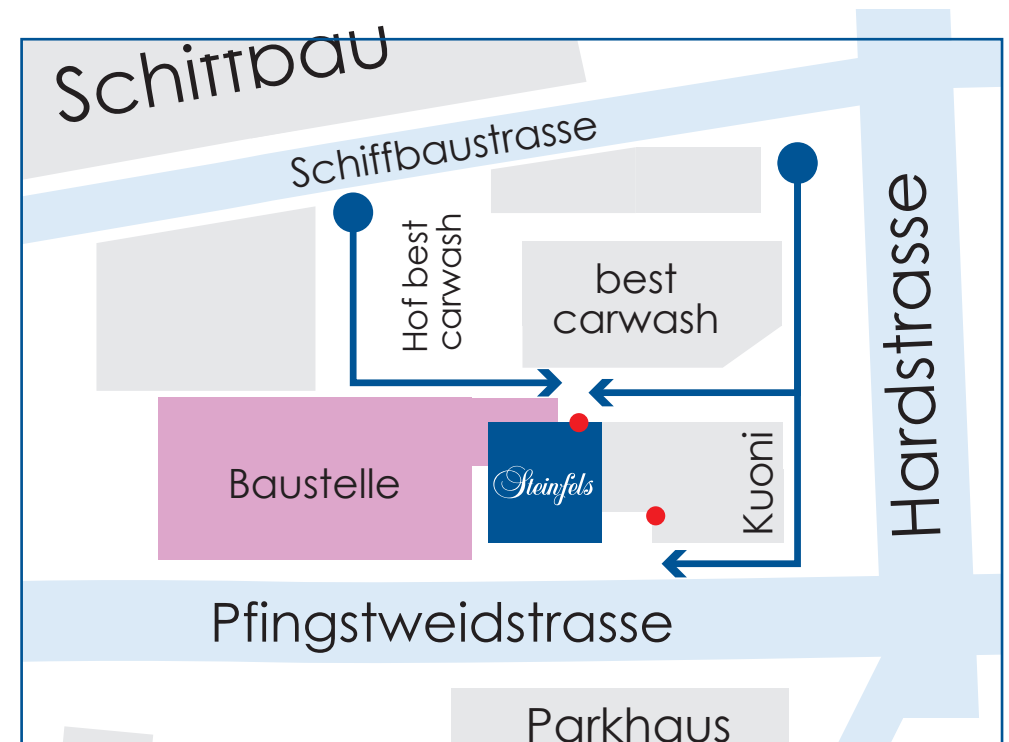 Schiffbau
Schiffbaustrasse
Hof best
carwash
best
carwash
Hardstrasse
Baustelle
Steinfels
Kuoni
Pfingstweidstrasse
Parkhaus